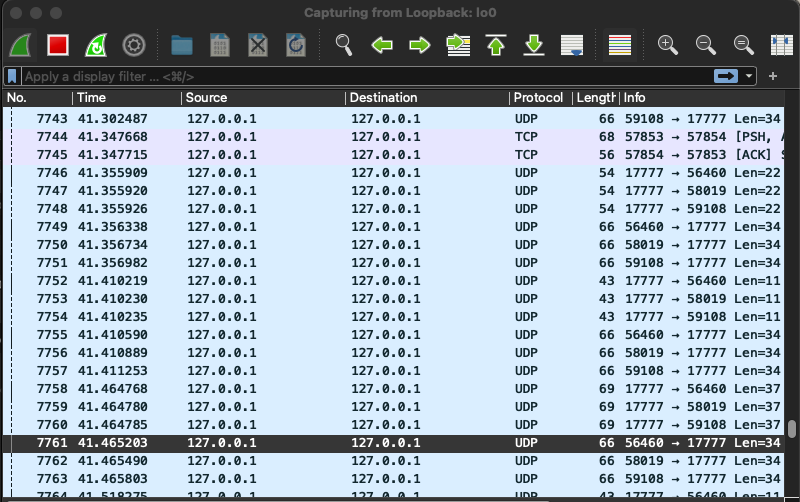 Capturing from Loopback: lo0
Apply a display filter ... <⌘/>
No. Time Source Destination Protocol Length Info
7743 41.302487 127.0.0.1 127.0.0.1 UDP 66 59108 → 17777 Len=34
7744 41.347668 127.0.0.1 127.0.0.1 TCP 68 57853 → 57854 [PSH,
7745 41.347715 127.0.0.1 127.0.0.1 TCP 56 57854 → 57853 [ACK]
7746 41.355909 127.0.0.1 127.0.0.1 UDP 54 17777 → 56460 Len=22
7747 41.355920 127.0.0.1 127.0.0.1 UDP 54 17777 → 58019 Len=22
7748 41.355926 127.0.0.1 127.0.0.1 UDP 54 17777 → 59108 Len=22
7749 41.356338 127.0.0.1 127.0.0.1 UDP 66 56460 → 17777 Len=34
7750 41.356734 127.0.0.1 127.0.0.1 UDP 66 58019 → 17777 Len=34
7751 41.356982 127.0.0.1 127.0.0.1 UDP 66 59108 → 17777 Len=34
7752 41.410219 127.0.0.1 127.0.0.1 UDP 43 17777 → 56460 Len=11
7753 41.410230 127.0.0.1 127.0.0.1 UDP 43 17777 → 58019 Len=11
7754 41.410235 127.0.0.1 127.0.0.1 UDP 43 17777 → 59108 Len=11
7755 41.410590 127.0.0.1 127.0.0.1 UDP 66 56460 → 17777 Len=34
7756 41.410889 127.0.0.1 127.0.0.1 UDP 66 58019 → 17777 Len=34
7757 41.411253 127.0.0.1 127.0.0.1 UDP 66 59108 → 17777 Len=34
7758 41.464768 127.0.0.1 127.0.0.1 UDP 69 17777 → 56460 Len=37
7759 41.464780 127.0.0.1 127.0.0.1 UDP 69 17777 → 58019 Len=37
7760 41.464785 127.0.0.1 127.0.0.1 UDP 69 17777 → 59108 Len=37
7761 41.465203 127.0.0.1 127.0.0.1 UDP 66 56460 → 17777 Len=34
7762 41.465490 127.0.0.1 127.0.0.1 UDP 66 58019 → 17777 Len=34
7763 41.465803 127.0.0.1 127.0.0.1 UDP 66 59108 → 17777 Len=34
7764 41.518275 127.0.0.1 127.0.0.1 UDP 43 17777 → 56460 Len=11